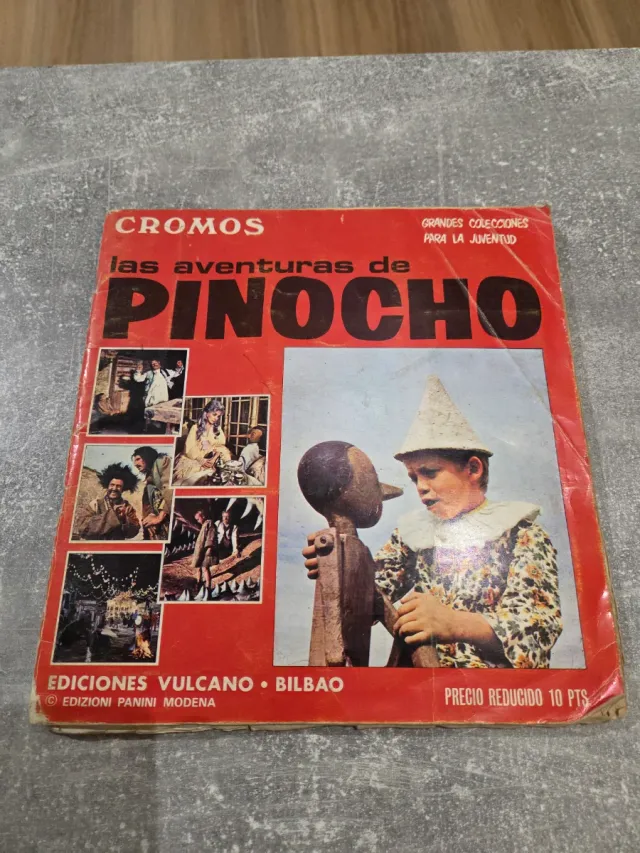 CROMOS
GRANDES COLECCIONES
PARA LA JUVENTUD
las aventuras de
PINOCHO
EDICIONES VULCANO • BILBAO
© EDIZIONI PANINI MODENA
PRECIO REDUCIDO 10 PTS.